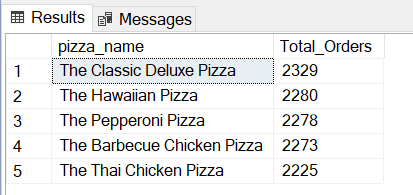 Results Messages
pizza_name Total_Orders
1 The Classic Deluxe Pizza 2329
2 The Hawaiian Pizza 2280
3 The Pepperoni Pizza 2278
4 The Barbecue Chicken Pizza 2273
5 The Thai Chicken Pizza 2225